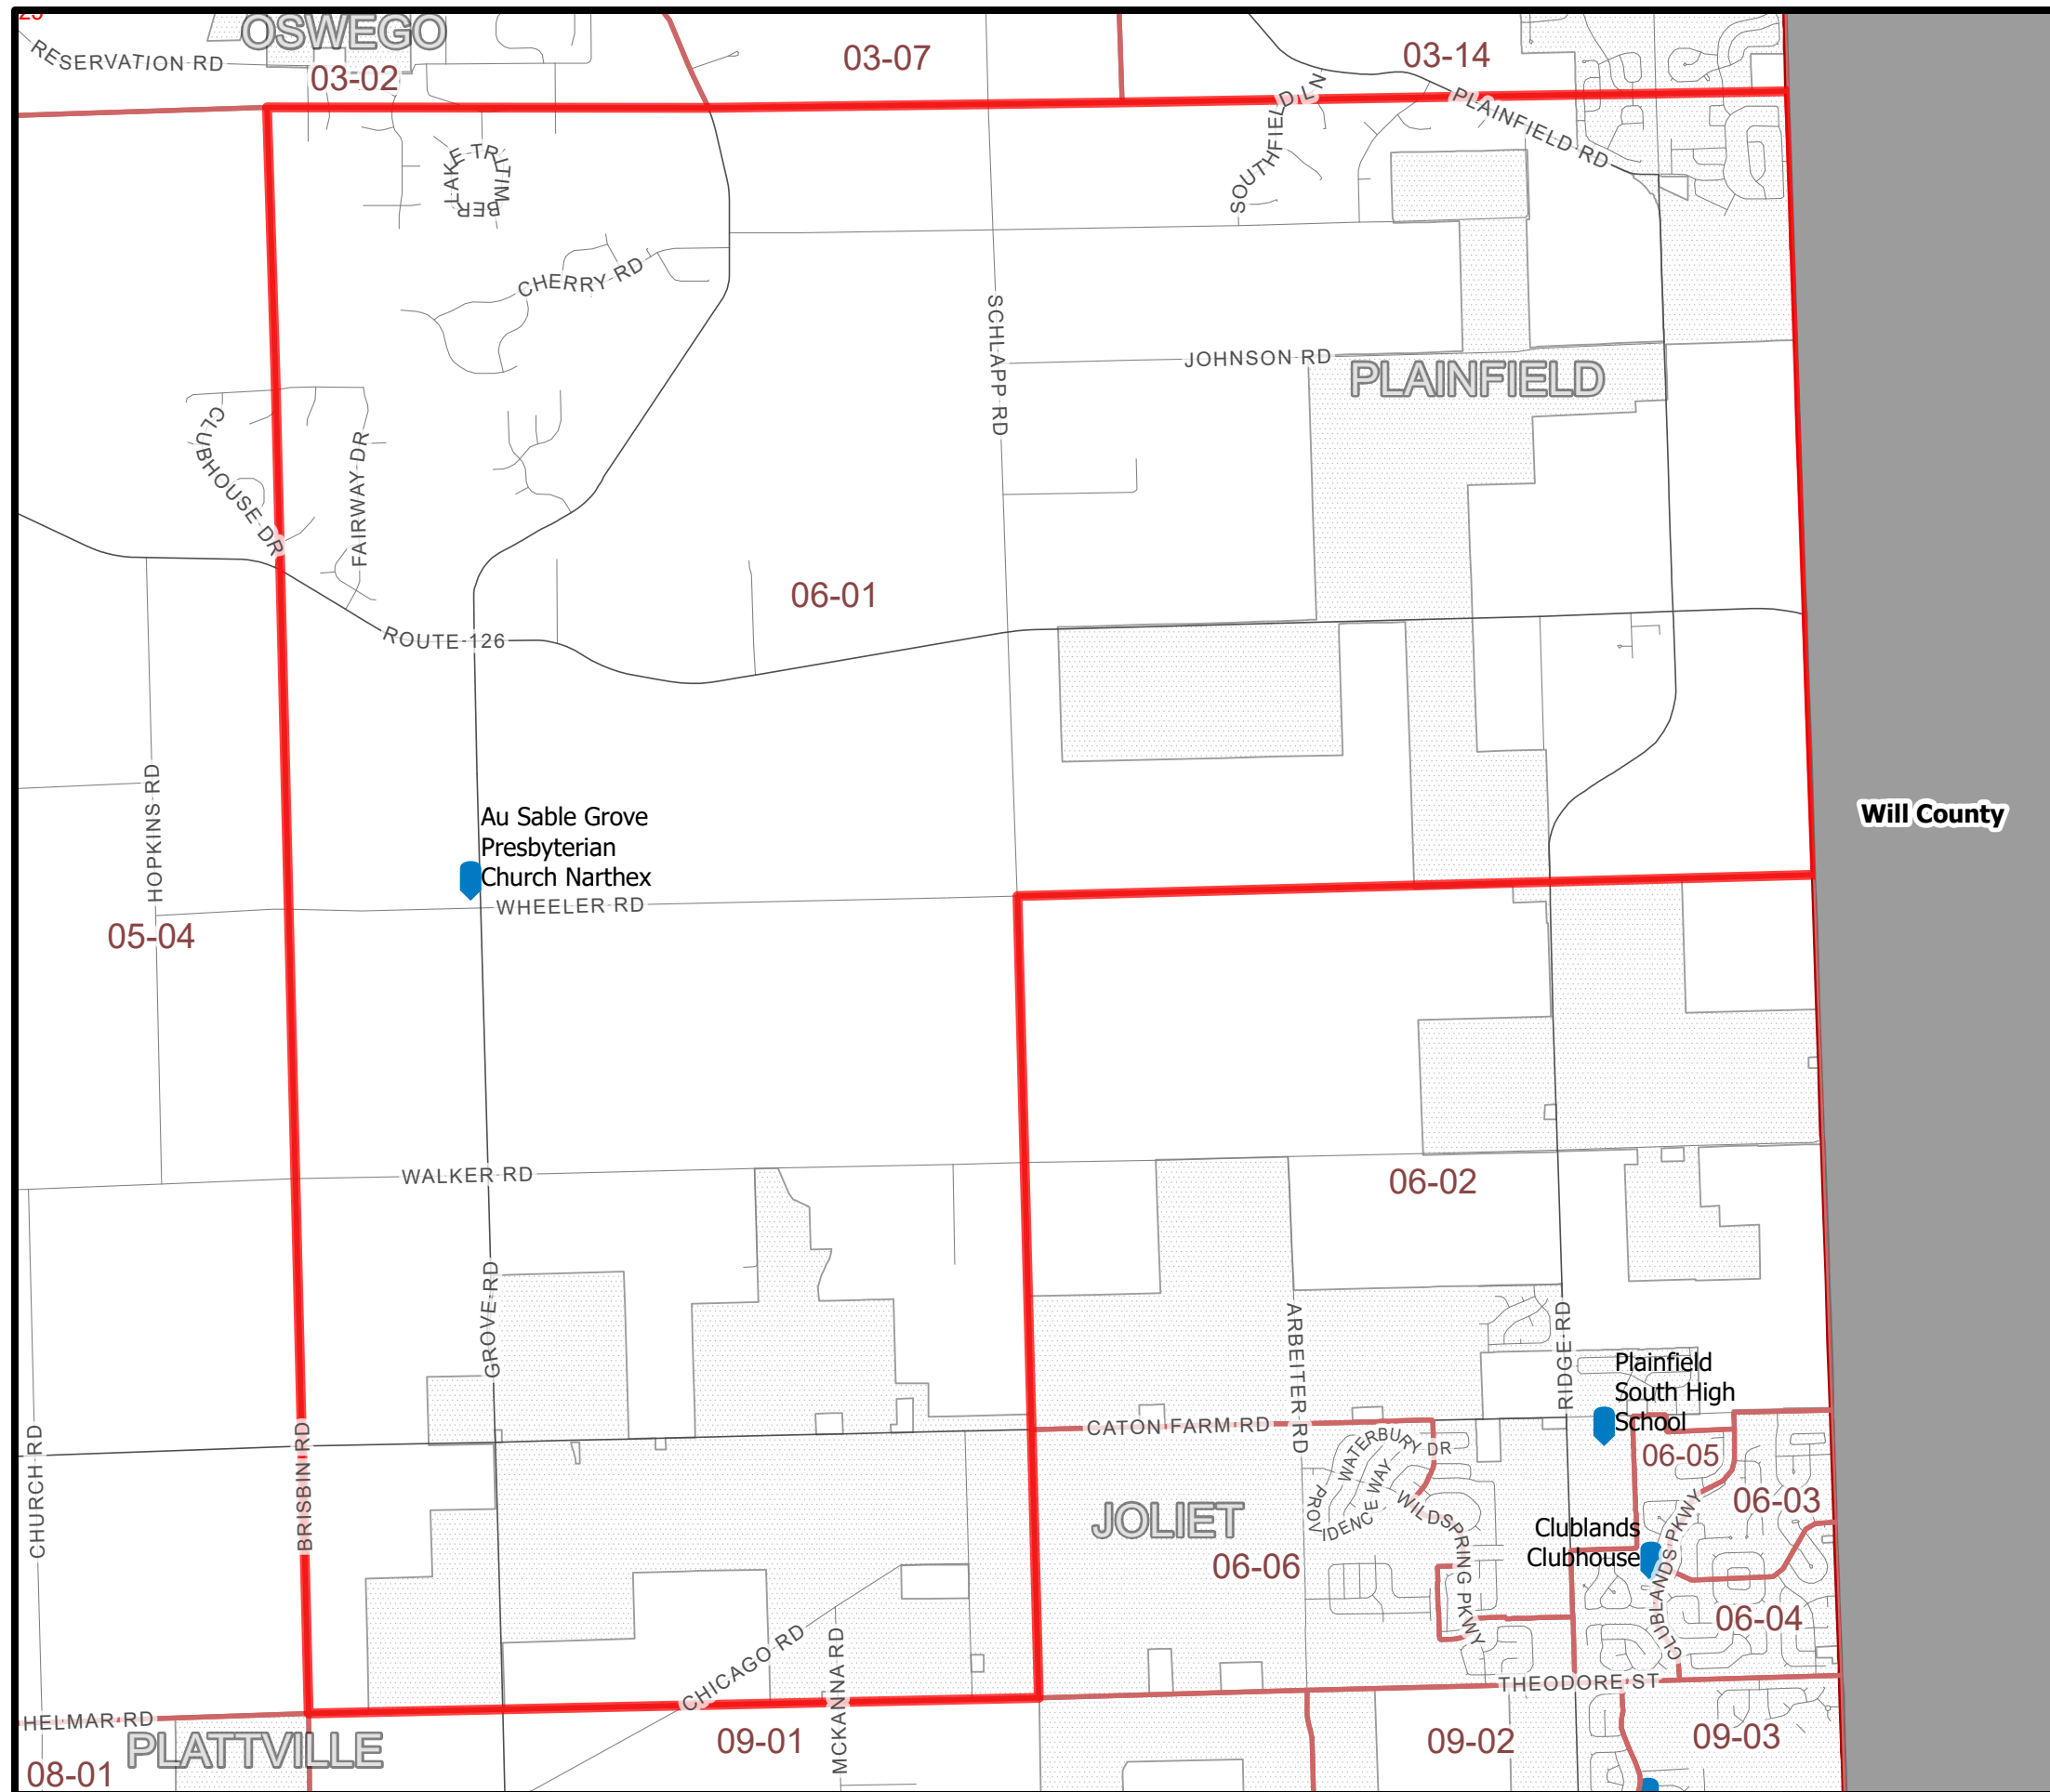 OSWEGO
RESERVATION RD
03-02
03-07
03-14
SOUTHFIELD LN
PLAINFIELD RD
TIMBER LAKE TRL
CHERRY RD
SCHLAPP RD
JOHNSON RD
PLAINFIELD
CLUBHOUSE DR
FAIRWAY DR
06-01
ROUTE 126
HOPKINS RD
Au Sable Grove
Presbyterian
Church Narthex
Will County
WHEELER RD
05-04
WALKER RD
06-02
GROVE RD
ARBEITER RD
RIDGE RD
Plainfield
South High
School
CHURCH RD
BRISBIN RD
CATON FARM RD
WATERBURY DR
PROVIDENCE WAY
WILDSPRING PKWY
06-05
06-03
JOLIET
06-06
Clublands
Clubhouse
CLUBLANDS PKWY
06-04
CHICAGO RD
MCKANNA RD
THEODORE ST
HELMAR RD
PLATTVILLE
08-01
09-01
09-02
09-03